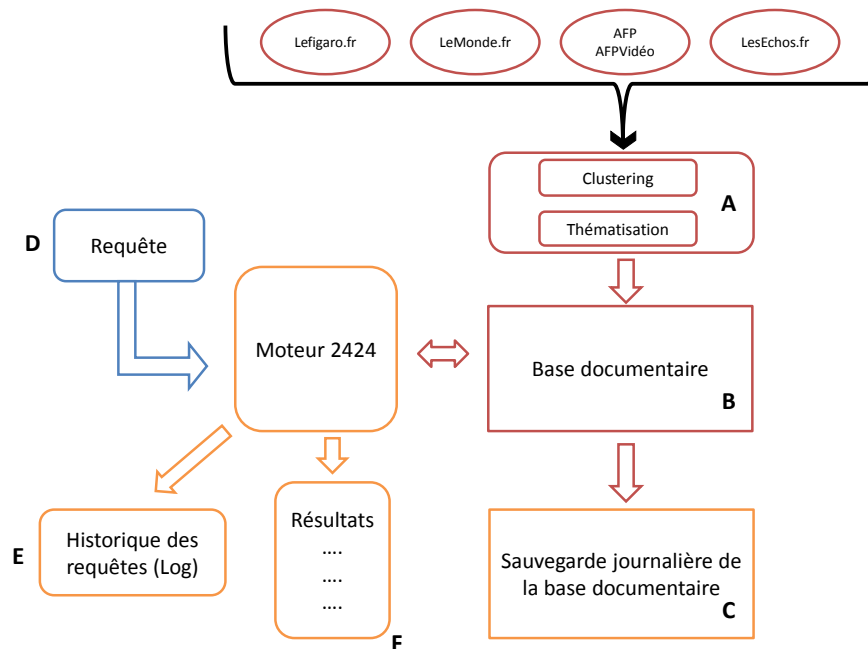 Lefigaro.fr
LeMonde.fr
AFP
AFPVidéo
LesEchos.fr
Clustering
A
Thématisation
D
Requête
Moteur 2424
Base documentaire
B
E
Historique des
requêtes (Log)
Résultats
....
....
....
F
Sauvegarde journalière de
la base documentaire
C